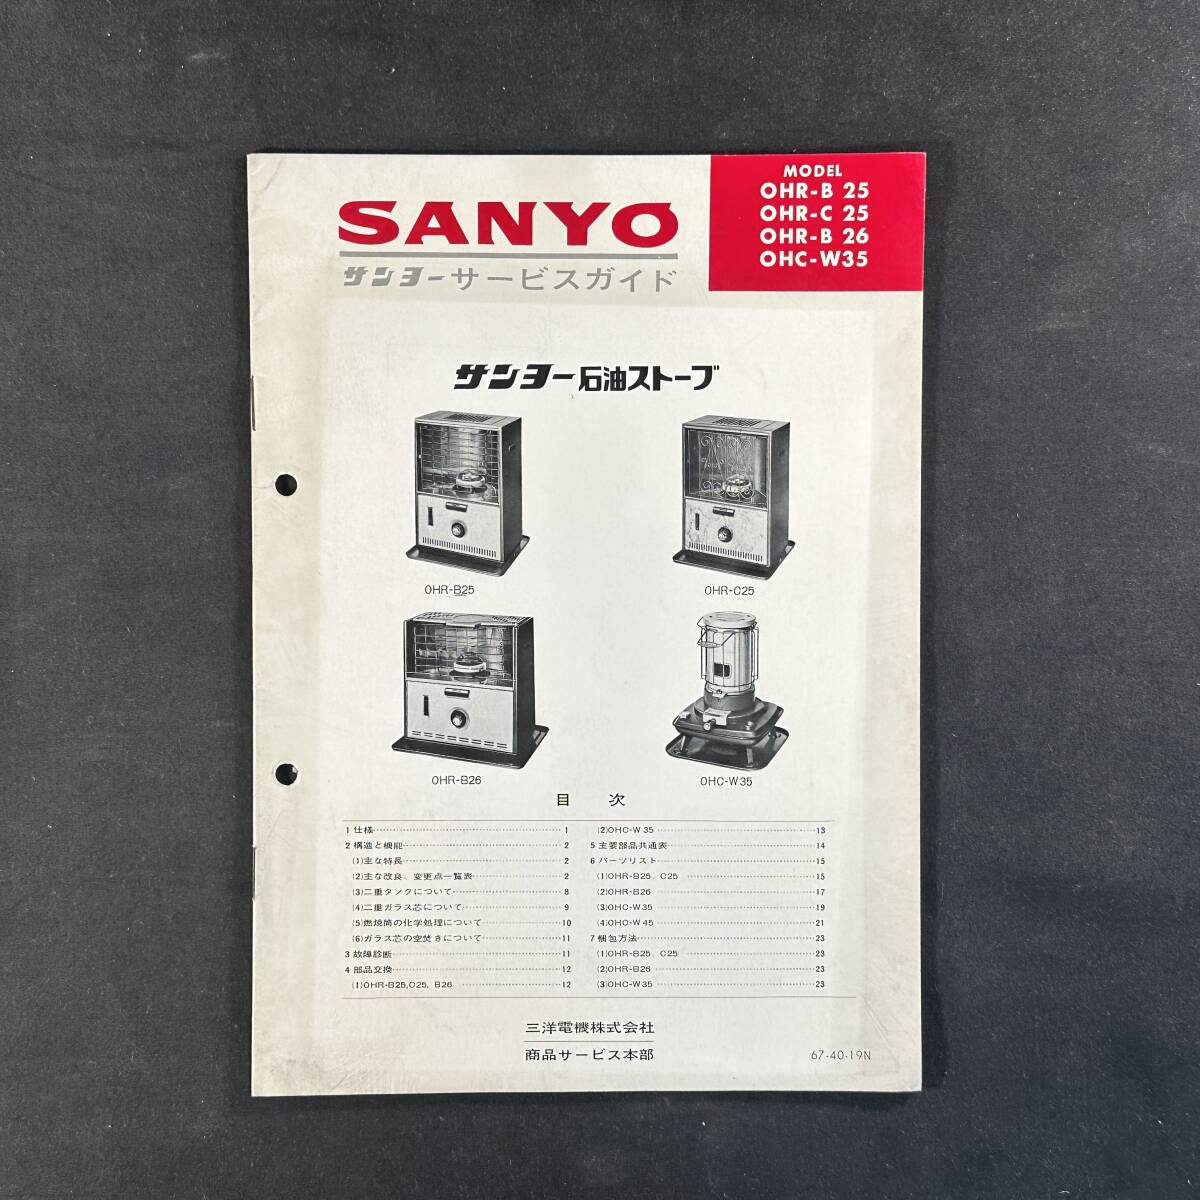 MODEL
OHR-B 25
OHR-C 25
OHR-B 26
OHC-W35
SANYO
サンヨーサービスガイド
サンヨー石油ストーブ
OHR-B25
OHR-C25
OHR-B26
OHC-W35
目 次
1 仕様 1
2 構造と機能 2
(1)主な特長 2
(2)主な改良、変更点一覧表 2
(3)二重タンクについて 8
(4)二重ガラス芯について 9
(5)燃焼筒の化学処理について 10
(6)ガラス芯の空焚きについて 11
3 故障診断 11
4 部品交換 12
(1)OHR-B25,C25, B26 12
(2)OHC-W35 13
5 主要部品共通表 14
6 パーツリスト 15
(1)OHR-B25、C25 15
(2)OHR-B26 17
(3)OHC-W35 19
(4)OHC-W45 21
7 梱包方法 23
(1)OHR-B25、C25 23
(2)OHR-B26 23
(3)OHC-W35 23
三洋電機株式会社
商品サービス本部
67-40-19N